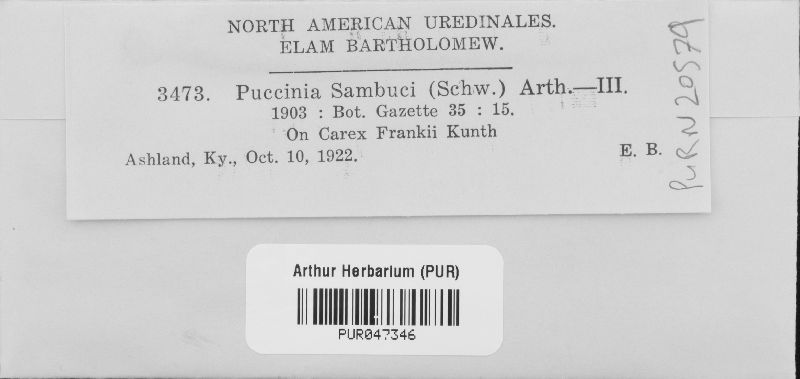 NORTH AMERICAN UREDINALES.
ELAM BARTHOLOMEW.
3473. Puccinia Sambuci (Schw.) Arth.—III.
1903 : Bot. Gazette 35 : 15.
On Carex Frankii Kunth
Ashland, Ky., Oct. 10, 1922. E. B.
PUR N20579
Arthur Herbarium (PUR)
PUR047346